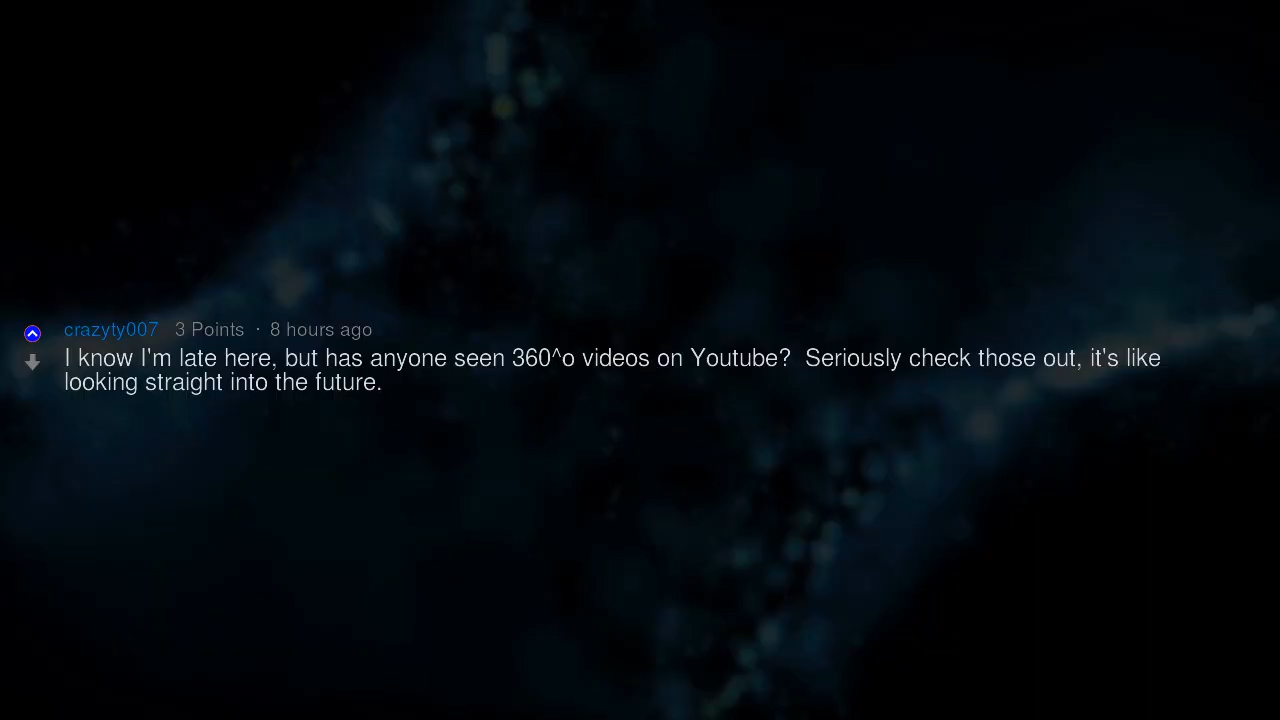 crazyty007 3 Points · 8 hours ago
I know I'm late here, but has anyone seen 360^o videos on Youtube?  Seriously check those out, it's like
looking straight into the future.